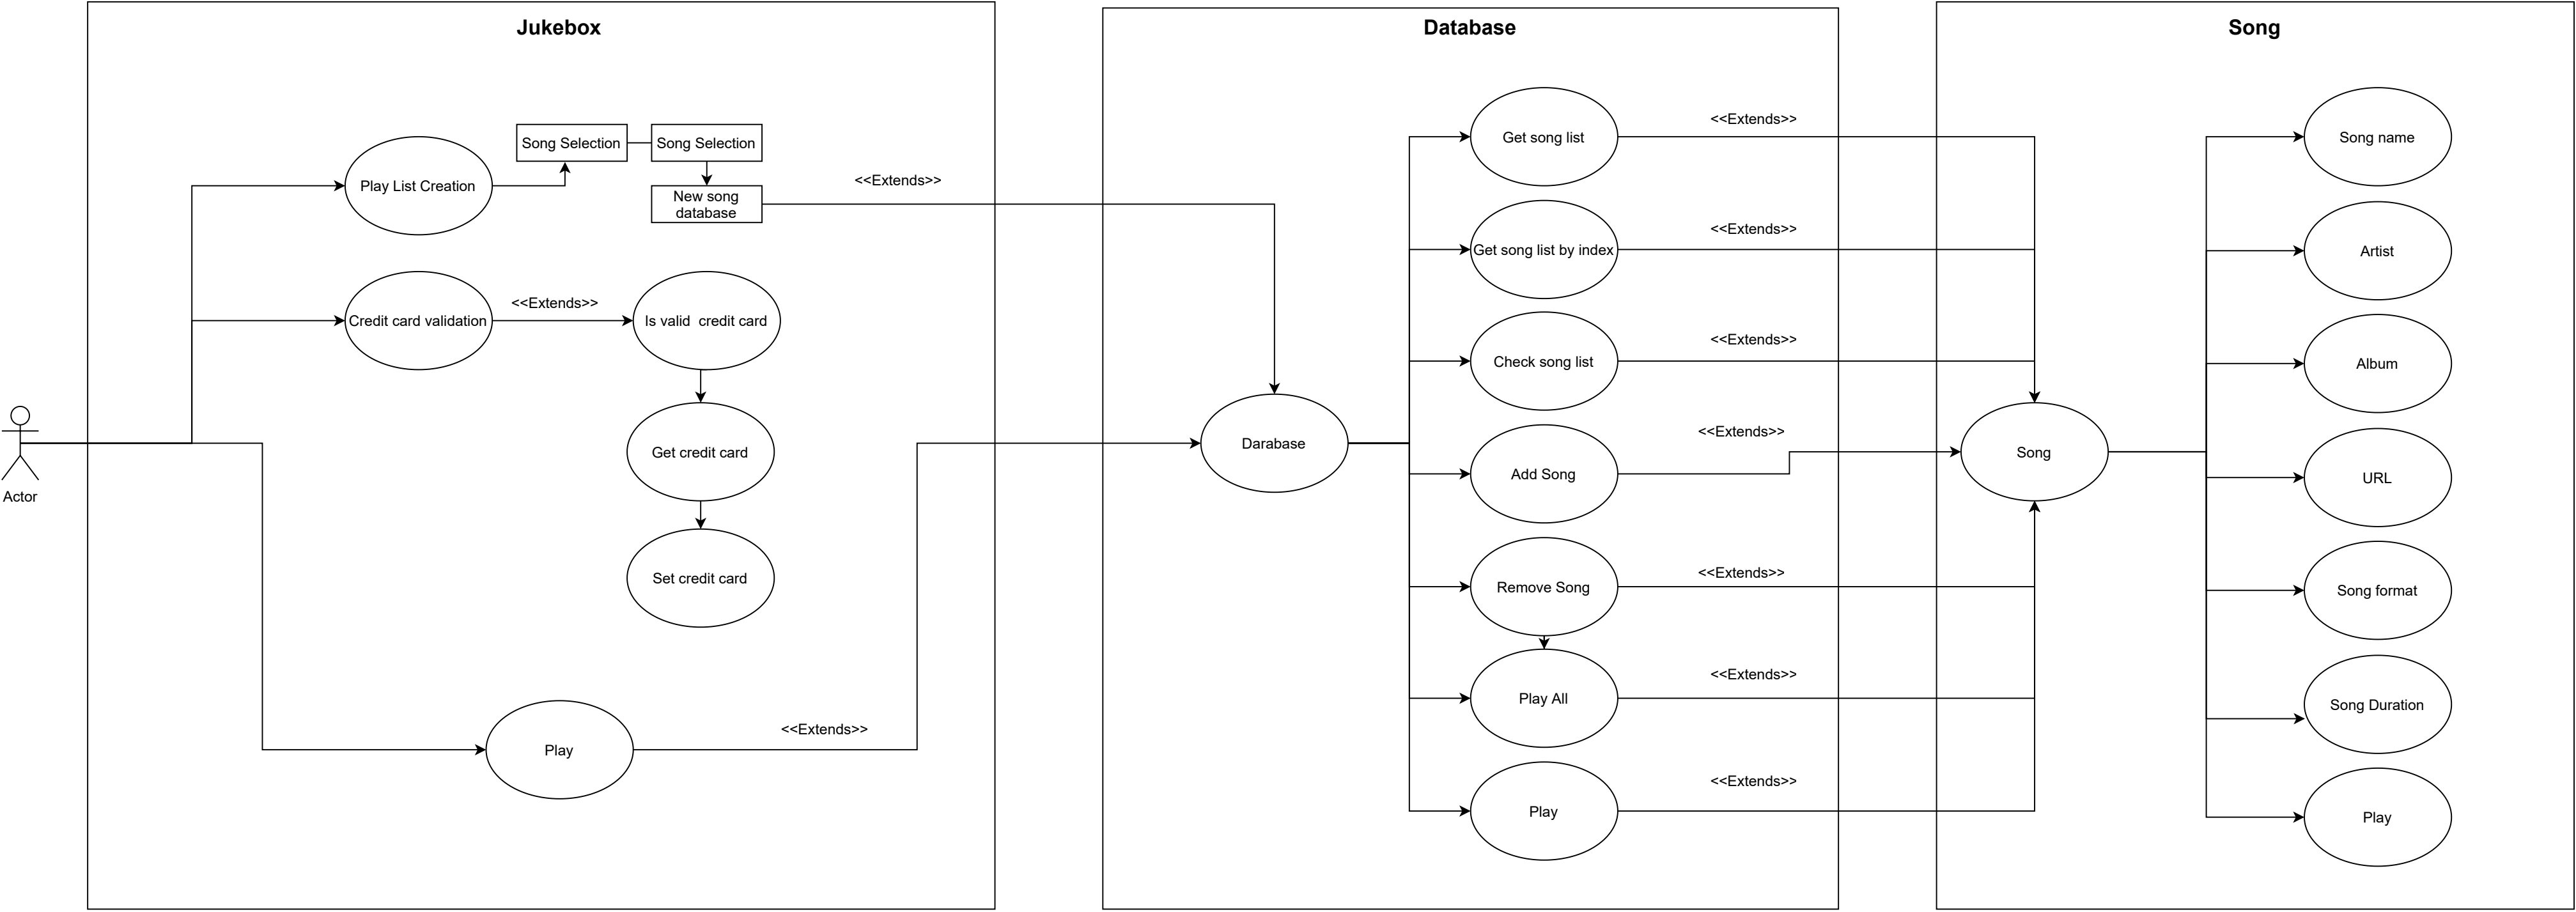 Jukebox
Song Selection
Song Selection
Play List Creation
New song
database
<<Extends>>
Credit card validation
<<Extends>>
Is valid  credit card
Get credit card
Set credit card
Actor
Play
<<Extends>>
Database
Darabase
Get song list
<<Extends>>
Get song list by index
<<Extends>>
Check song list
<<Extends>>
Add Song
<<Extends>>
Remove Song
<<Extends>>
Play All
<<Extends>>
Play
<<Extends>>
Song
Song
Song name
Artist
Album
URL
Song format
Song Duration
Play